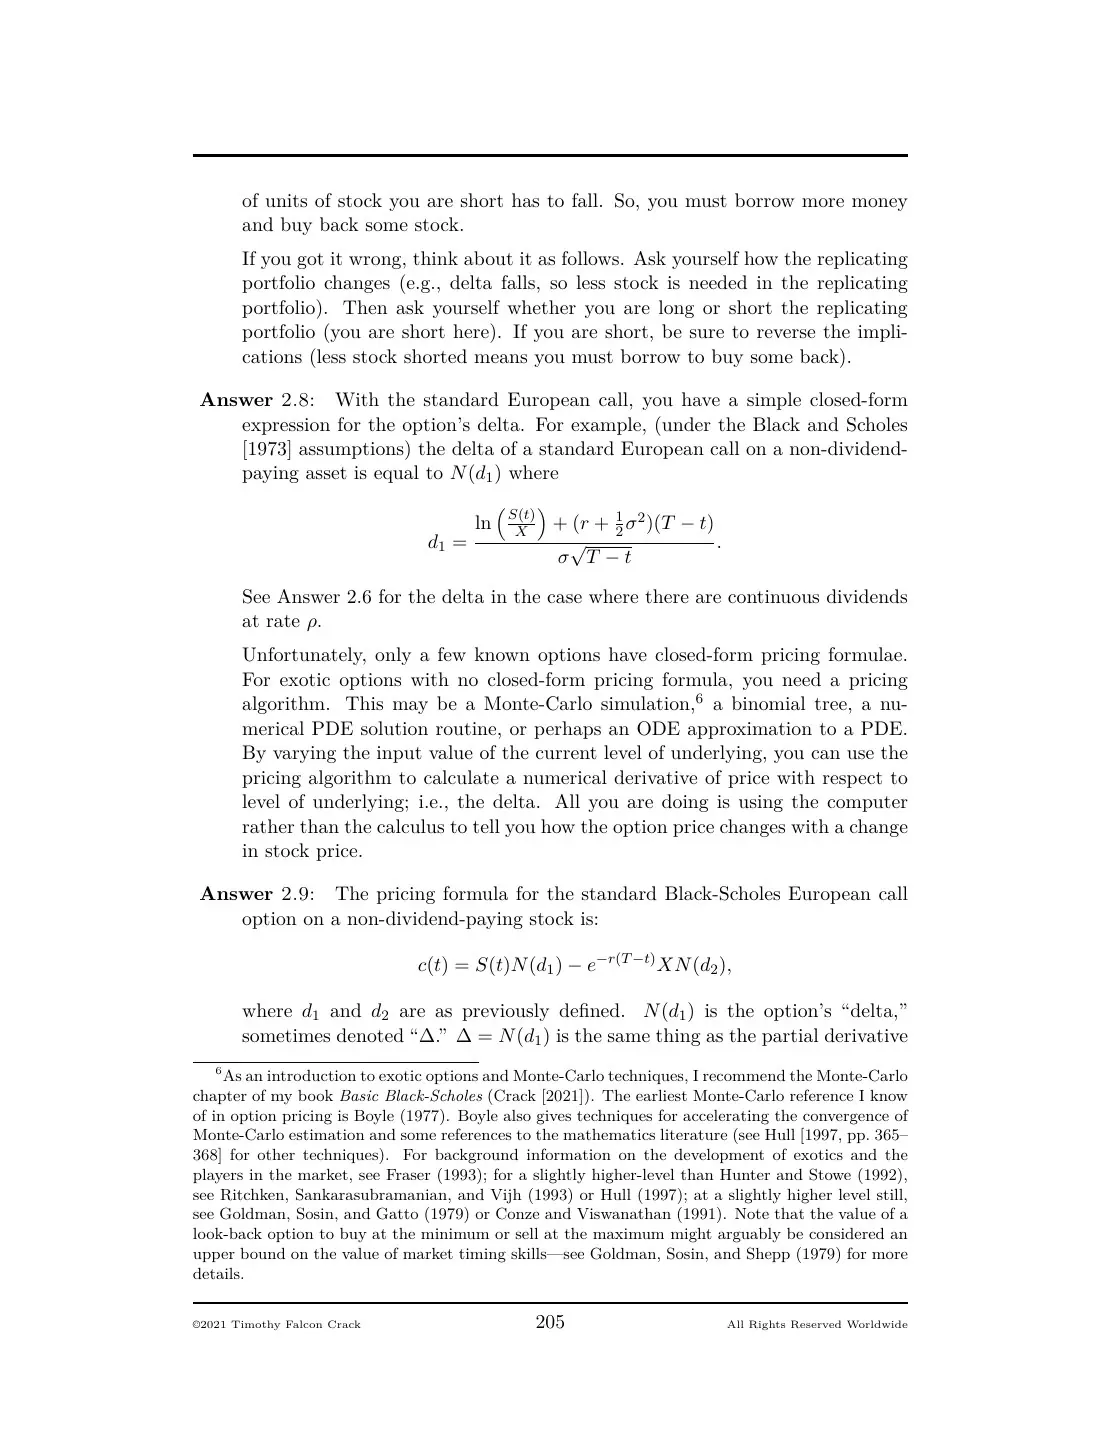 of units of stock you are short has to fall. So, you must borrow more money
and buy back some stock.
If you got it wrong, think about it as follows. Ask yourself how the replicating
portfolio changes (e.g., delta falls, so less stock is needed in the replicating
portfolio). Then ask yourself whether you are long or short the replicating
portfolio (you are short here). If you are short, be sure to reverse the impli-
cations (less stock shorted means you must borrow to buy some back).
Answer 2.8: With the standard European call, you have a simple closed-form
expression for the option's delta. For example, (under the Black and Scholes
[1973] assumptions) the delta of a standard European call on a non-dividend-
paying asset is equal to N(d₁) where
d₁ = (ln(S(t)/X) + (r + ½σ²)(T − t)) / (σ√(T − t)).
See Answer 2.6 for the delta in the case where there are continuous dividends
at rate ρ.
Unfortunately, only a few known options have closed-form pricing formulae.
For exotic options with no closed-form pricing formula, you need a pricing
algorithm. This may be a Monte-Carlo simulation,⁶ a binomial tree, a nu-
merical PDE solution routine, or perhaps an ODE approximation to a PDE.
By varying the input value of the current level of underlying, you can use the
pricing algorithm to calculate a numerical derivative of price with respect to
level of underlying; i.e., the delta. All you are doing is using the computer
rather than the calculus to tell you how the option price changes with a change
in stock price.
Answer 2.9: The pricing formula for the standard Black-Scholes European call
option on a non-dividend-paying stock is:
c(t) = S(t)N(d₁) − e^{−r(T−t)}XN(d₂),
where d₁ and d₂ are as previously defined. N(d₁) is the option's “delta,”
sometimes denoted “Δ.” Δ = N(d₁) is the same thing as the partial derivative
⁶As an introduction to exotic options and Monte-Carlo techniques, I recommend the Monte-Carlo
chapter of my book Basic Black-Scholes (Crack [2021]). The earliest Monte-Carlo reference I know
of in option pricing is Boyle (1977). Boyle also gives techniques for accelerating the convergence of
Monte-Carlo estimation and some references to the mathematics literature (see Hull [1997, pp. 365–
368] for other techniques). For background information on the development of exotics and the
players in the market, see Fraser (1993); for a slightly higher-level than Hunter and Stowe (1992),
see Ritchken, Sankarasubramanian, and Vijh (1993) or Hull (1997); at a slightly higher level still,
see Goldman, Sosin, and Gatto (1979) or Conze and Viswanathan (1991). Note that the value of a
look-back option to buy at the minimum or sell at the maximum might arguably be considered an
upper bound on the value of market timing skills—see Goldman, Sosin, and Shepp (1979) for more
details.
©2021 Timothy Falcon Crack 205 All Rights Reserved Worldwide